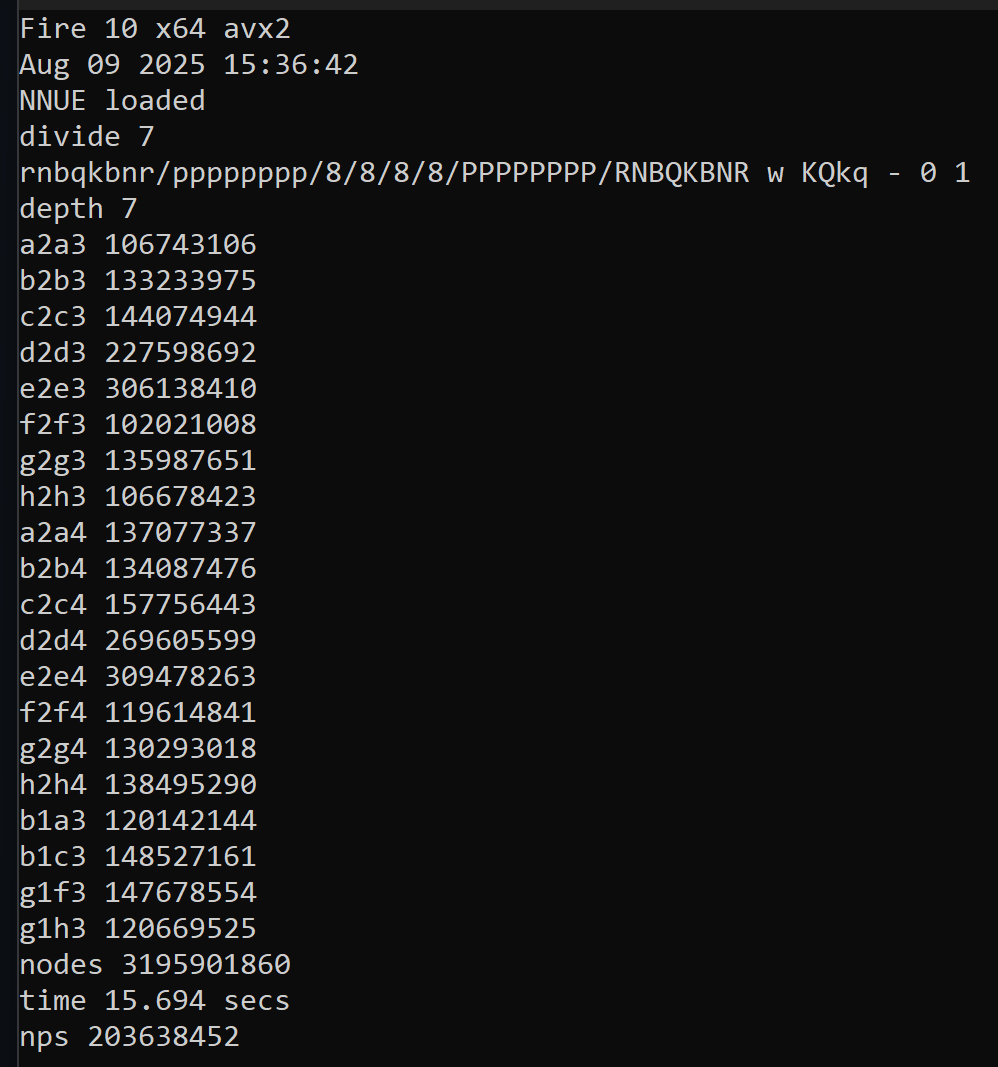 Fire 10 x64 avx2
Aug 09 2025 15:36:42
NNUE loaded
divide 7
rnbqkbnr/pppppppp/8/8/8/8/PPPPPPPP/RNBQKBNR w KQkq - 0 1
depth 7
a2a3 106743106
b2b3 133233975
c2c3 144074944
d2d3 227598692
e2e3 306138410
f2f3 102021008
g2g3 135987651
h2h3 106678423
a2a4 137077337
b2b4 134087476
c2c4 157756443
d2d4 269605599
e2e4 309478263
f2f4 119614841
g2g4 130293018
h2h4 138495290
b1a3 120142144
b1c3 148527161
g1f3 147678554
g1h3 120669525
nodes 3195901860
time 15.694 secs
nps 203638452